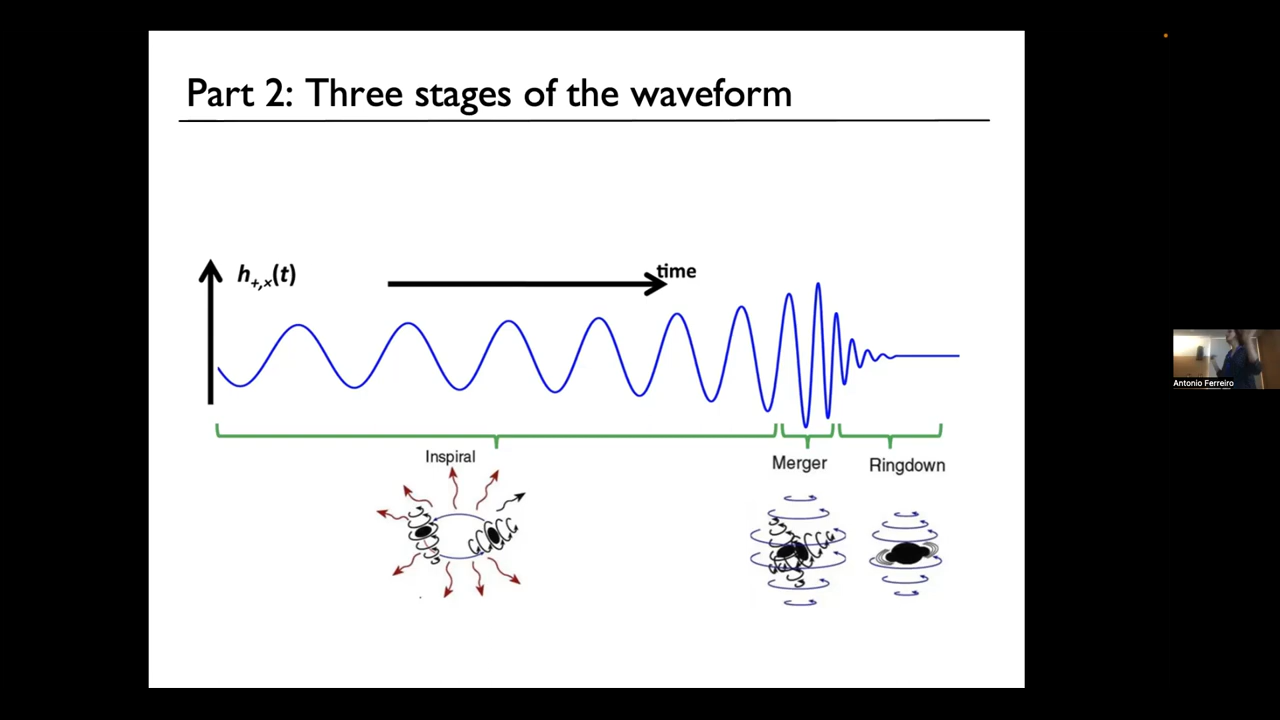 Part 2: Three stages of the waveform
h+,×(t)
time
Inspiral
Merger
Ringdown
Antonio Ferreiro